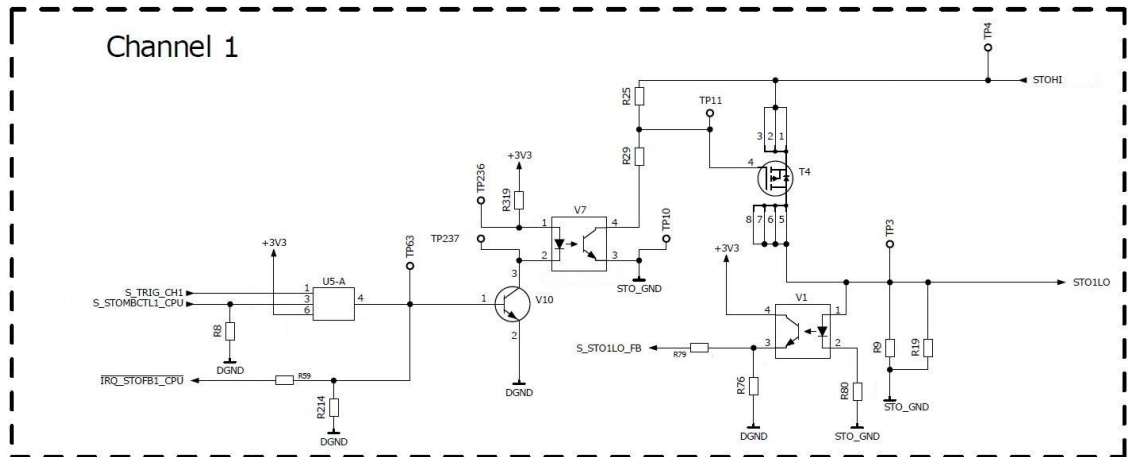 Channel 1
TP4
STOHI
R25
TP11
3 2 1
+3V3
R29
4
T4
TP236
R319
V7
TP10
8 7 6 5
TP3
1
4
TP237
2
3
+3V3
TP63
STO_GND
+3V3
U5-A
3
STO1LO
S_TRIG_CH1
1
4
1
V10
V1
S_STOMBCTL1_CPU
3
4
1
6
2
R8
S_STO1LO_FB
R79
3
2
R9
R19
DGND
IRQ_STOFB1_CPU
R59
R76
R80
R214
DGND
STO_GND
DGND
DGND
STO_GND